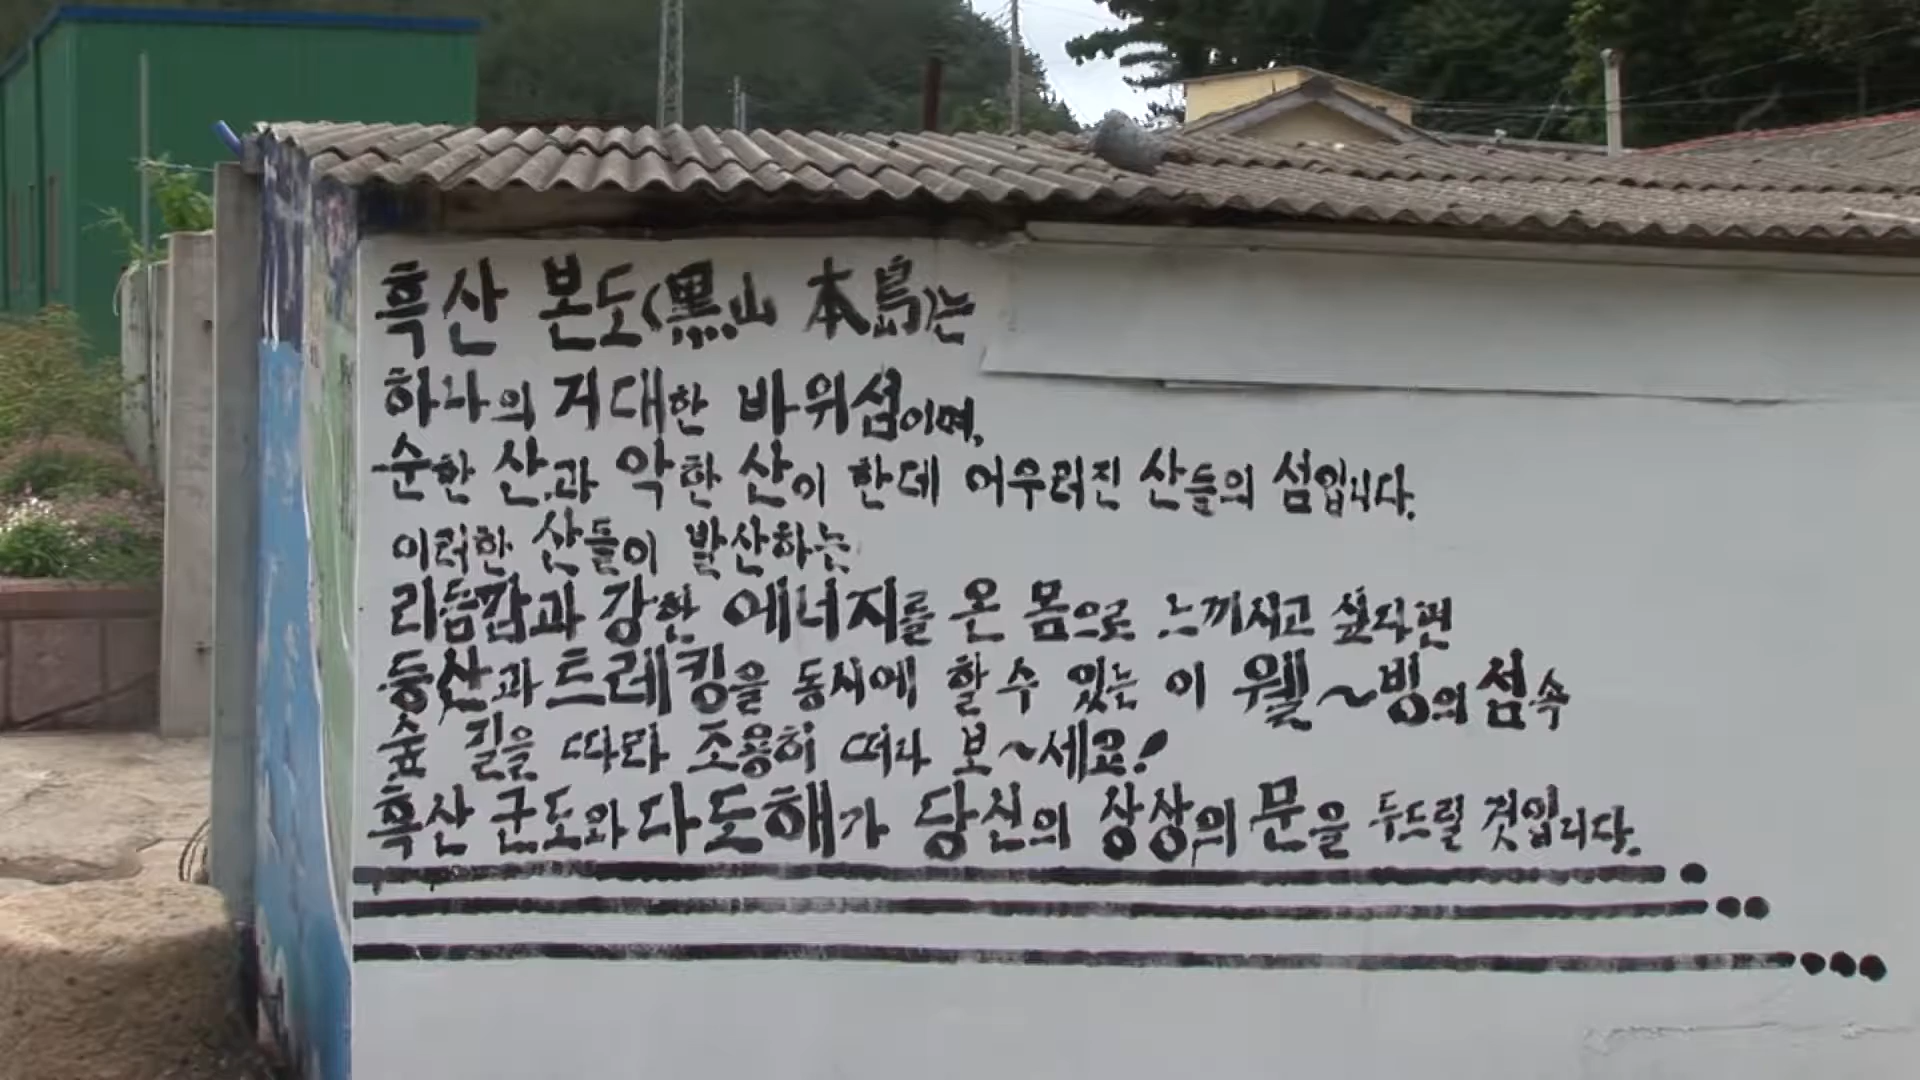 흑산 본도(黑山 本島)는
하나의 거대한 바위섬이며,
순한 산과 악한 산이 한데 어우러진 산들의 섬입니다.
이러한 산들이 발산하는
리듬감과 강한 에너지를 온 몸으로 느끼시고 싶다면
등산과 트레킹을 동시에 할 수 있는 이 웰~빙의 섬 속
숲 길을 따라 조용히 떠나 보~세요!
흑산 군도와 다도해가 당신의 상상의 문을 두드릴 것입니다.